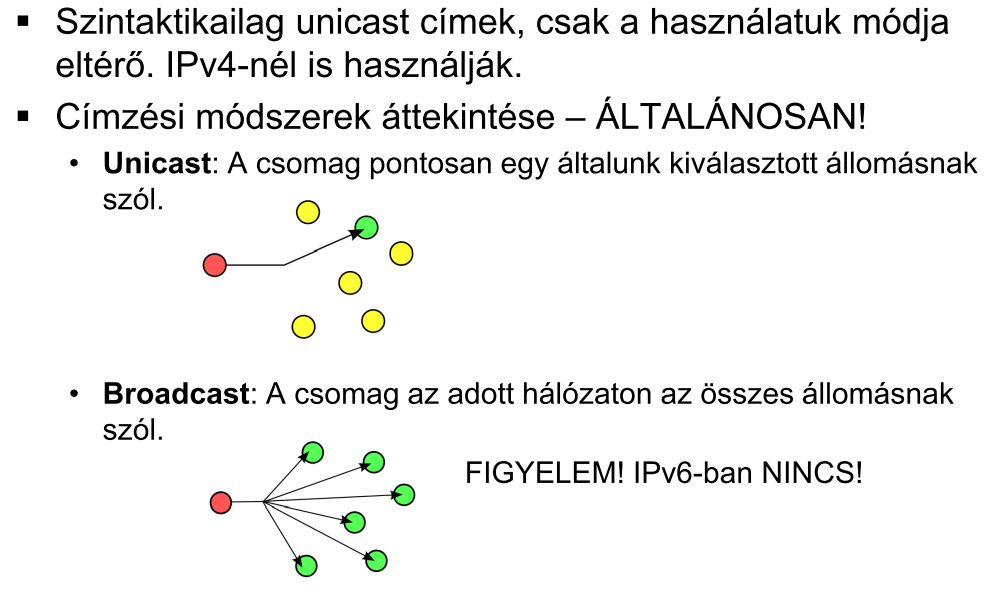 ▪ Szintaktikailag unicast címek, csak a használatuk módja
eltérő. IPv4-nél is használják.
▪ Címzési módszerek áttekintése – ÁLTALÁNOSAN!
• Unicast: A csomag pontosan egy általunk kiválasztott állomásnak
szól.
• Broadcast: A csomag az adott hálózaton az összes állomásnak
szól.
FIGYELEM! IPv6-ban NINCS!